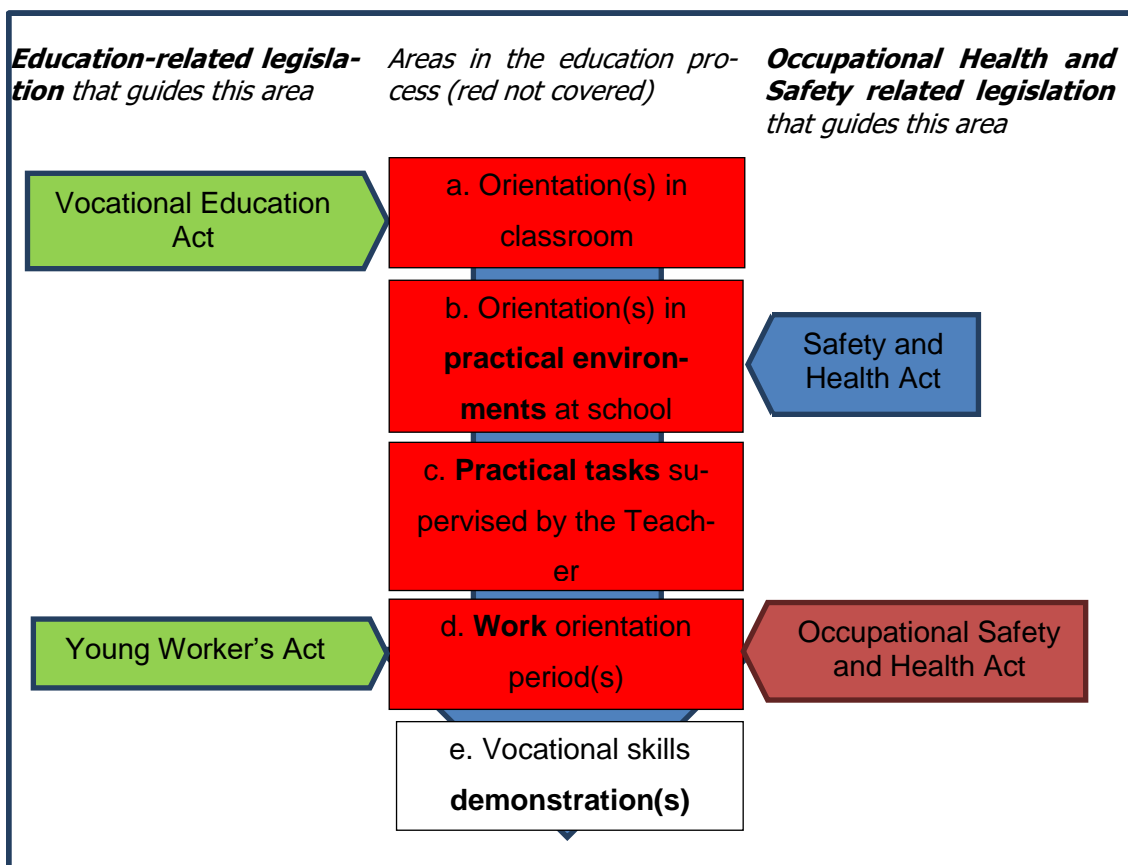 Education-related legisla-
tion that guides this area
Areas in the education pro-
cess (red not covered)
Occupational Health and
Safety related legislation
that guides this area
Vocational Education
Act
a. Orientation(s) in
classroom
b. Orientation(s) in
practical environ-
ments at school
Safety and
Health Act
c. Practical tasks su-
pervised by the Teach-
er
Young Worker's Act
d. Work orientation
period(s)
Occupational Safety
and Health Act
e. Vocational skills
demonstration(s)